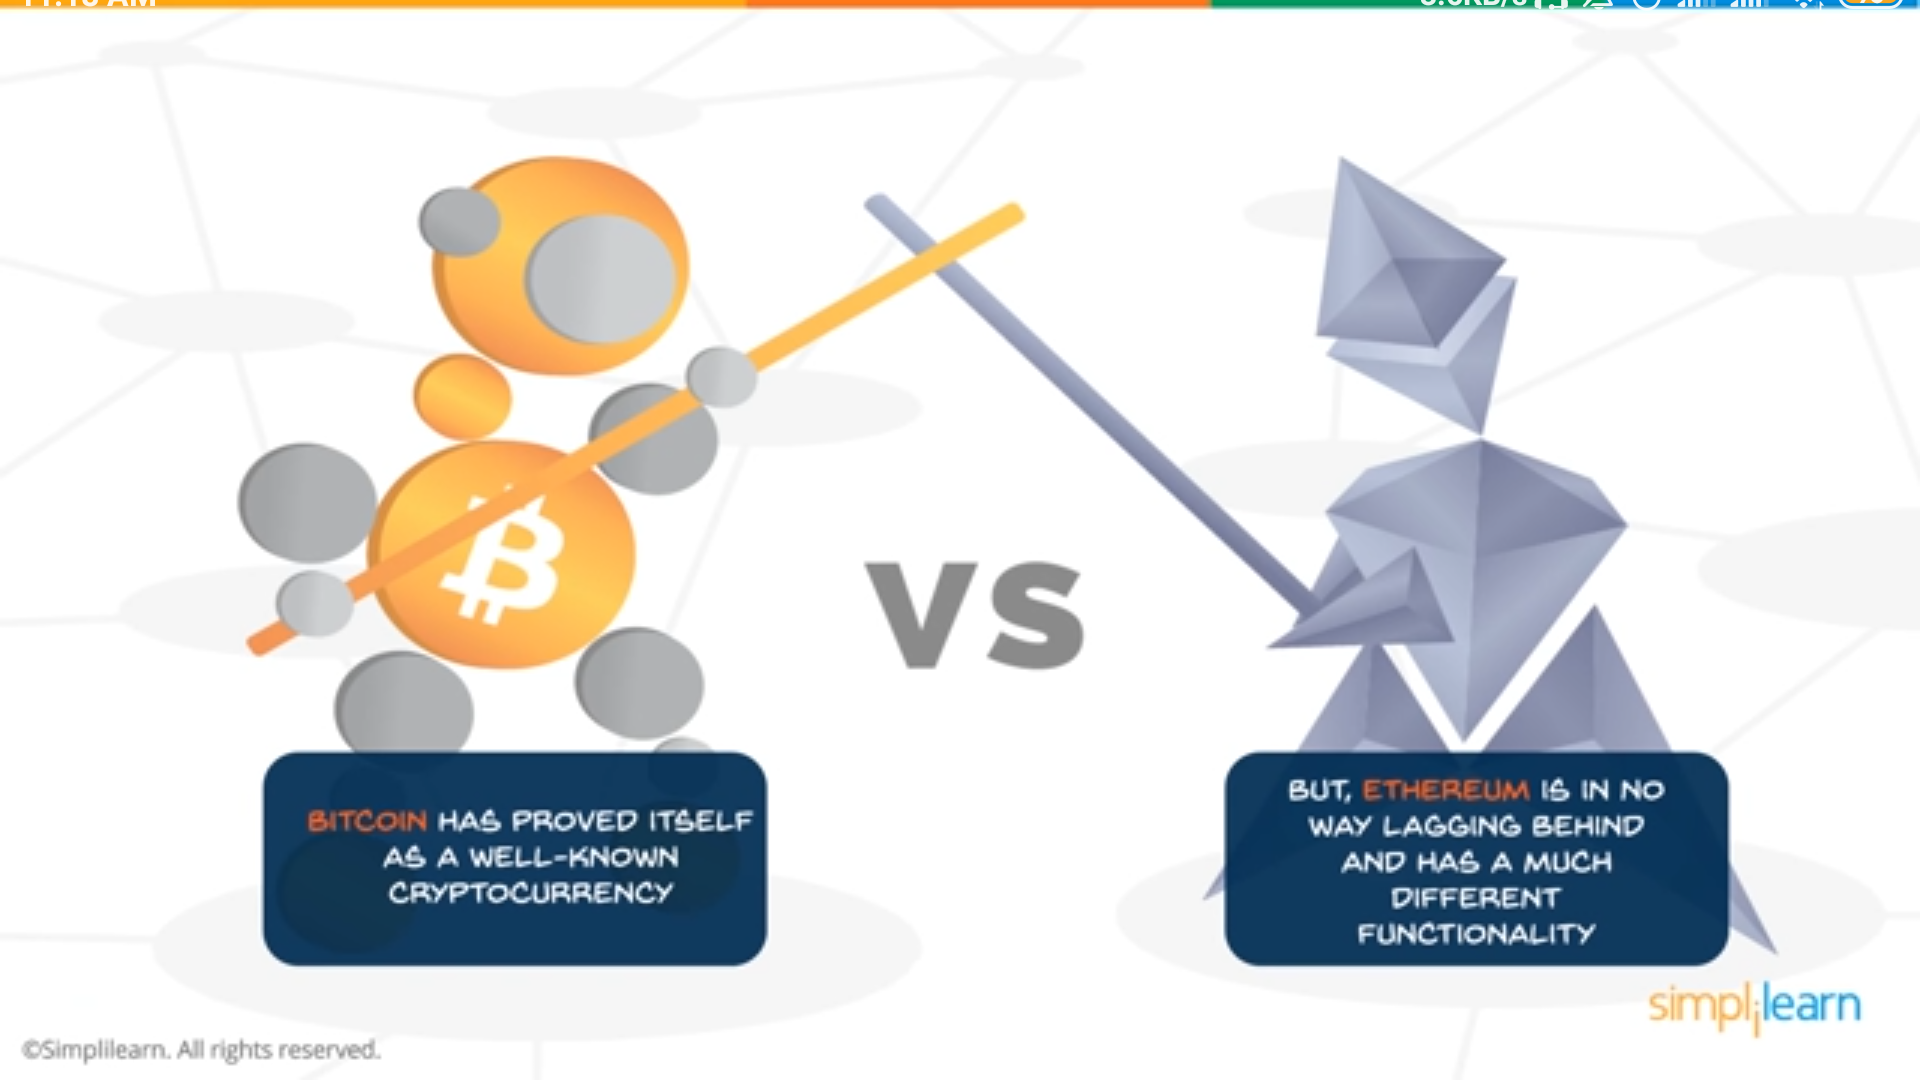 VS
BITCOIN HAS PROVED ITSELF
AS A WELL-KNOWN
CRYPTOCURRENCY
BUT, ETHEREUM IS IN NO
WAY LAGGING BEHIND
AND HAS A MUCH
DIFFERENT
FUNCTIONALITY
simplilearn
©Simplilearn. All rights reserved.